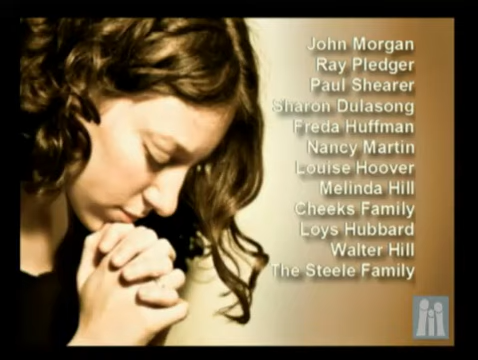 John Morgan
Ray Pledger
Paul Shearer
Sharon Dulasong
Freda Huffman
Nancy Martin
Louise Hoover
Melinda Hill
Cheeks Family
Loys Hubbard
Walter Hill
The Steele Family